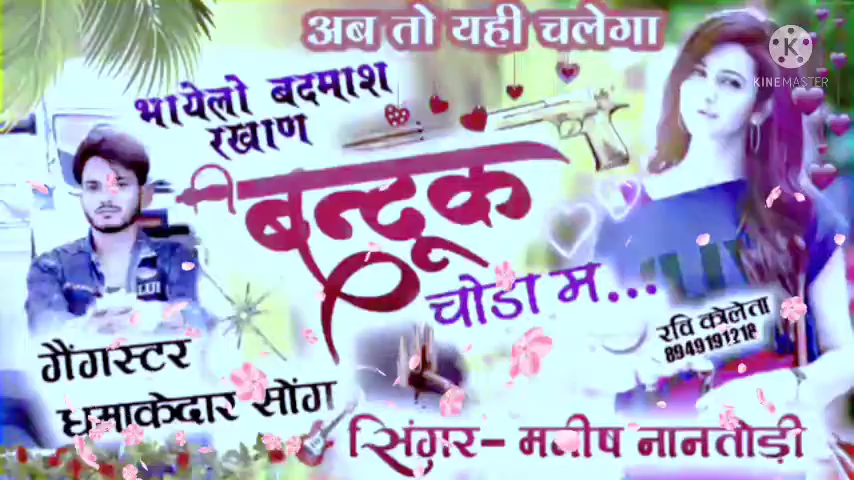 अब तो यही चलेगा
KINEMASTER
भायेलो बदमाश
रखाण
बन्दूक
चोडा म...
रवि कोलेता
8949191218
गैंगस्टर
धमाकेदार सोंग
सिंगर- मनीष नानतोड़ी